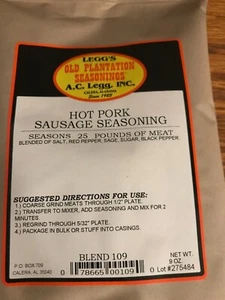 LEGG'S
OLD PLANTATION
SEASONINGS
A.C. Legg, INC.
CALERA, ALABAMA
Since 1923
HOT PORK
SAUSAGE SEASONING
SEASONS 25 POUNDS OF MEAT
BLENDED OF SALT, RED PEPPER, SAGE, SUGAR, BLACK PEPPER
SUGGESTED DIRECTIONS FOR USE:
1.) COARSE GRIND MEATS THROUGH 1/2" PLATE.
2.) TRANSFER TO MIXER, ADD SEASONING AND MIX FOR 2
MINUTES.
3.) REGRIND THROUGH 5/32" PLATE.
4.) PACKAGE IN BULK OR STUFF INTO CASINGS.
BLEND 109
P.O. BOX 709
CALERA, AL 35040
0 78665 00109 0
NET WT.
9 OZ.
Lot #275484